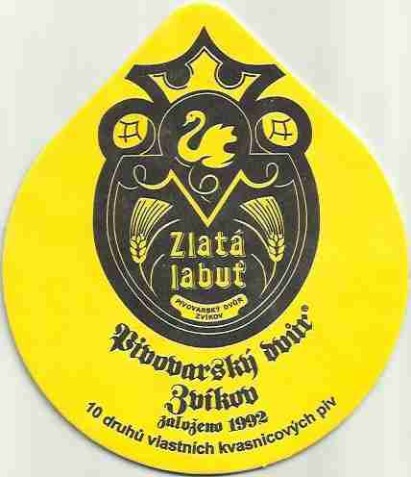 Zlatá
labuť
PIVOVARSKÝ DVŮR
ZVÍKOV
Pivovarský dvůr®
Zvíkov
založeno 1992
10 druhů vlastních kvasnicových piv